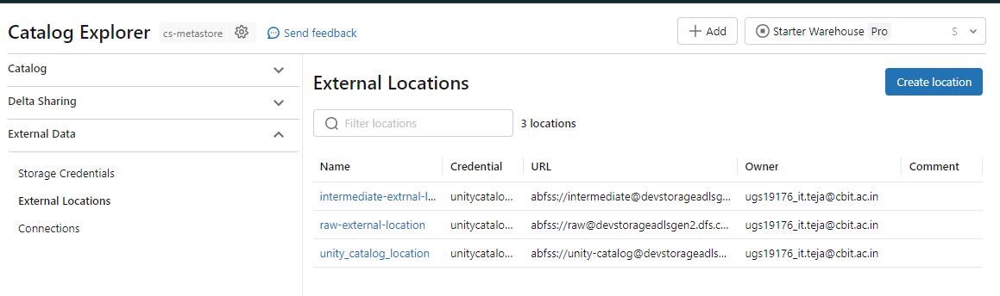 Catalog Explorer cs-metastore Send feedback
Add
Starter Warehouse Pro S
Catalog
Delta Sharing
External Data
Storage Credentials
External Locations
Connections
External Locations
Create location
Filter locations
3 locations
Name Credential URL Owner Comment
intermediate-extrnal-l... unitycatalo... abfss://intermediate@devstorageadlsg... ugs19176_it.teja@cbit.ac.in
raw-external-location unitycatalo... abfss://raw@devstorageadlsgen2.dfs.c... ugs19176_it.teja@cbit.ac.in
unity_catalog_location unitycatalo... abfss://unity-catalog@devstorageadls... ugs19176_it.teja@cbit.ac.in